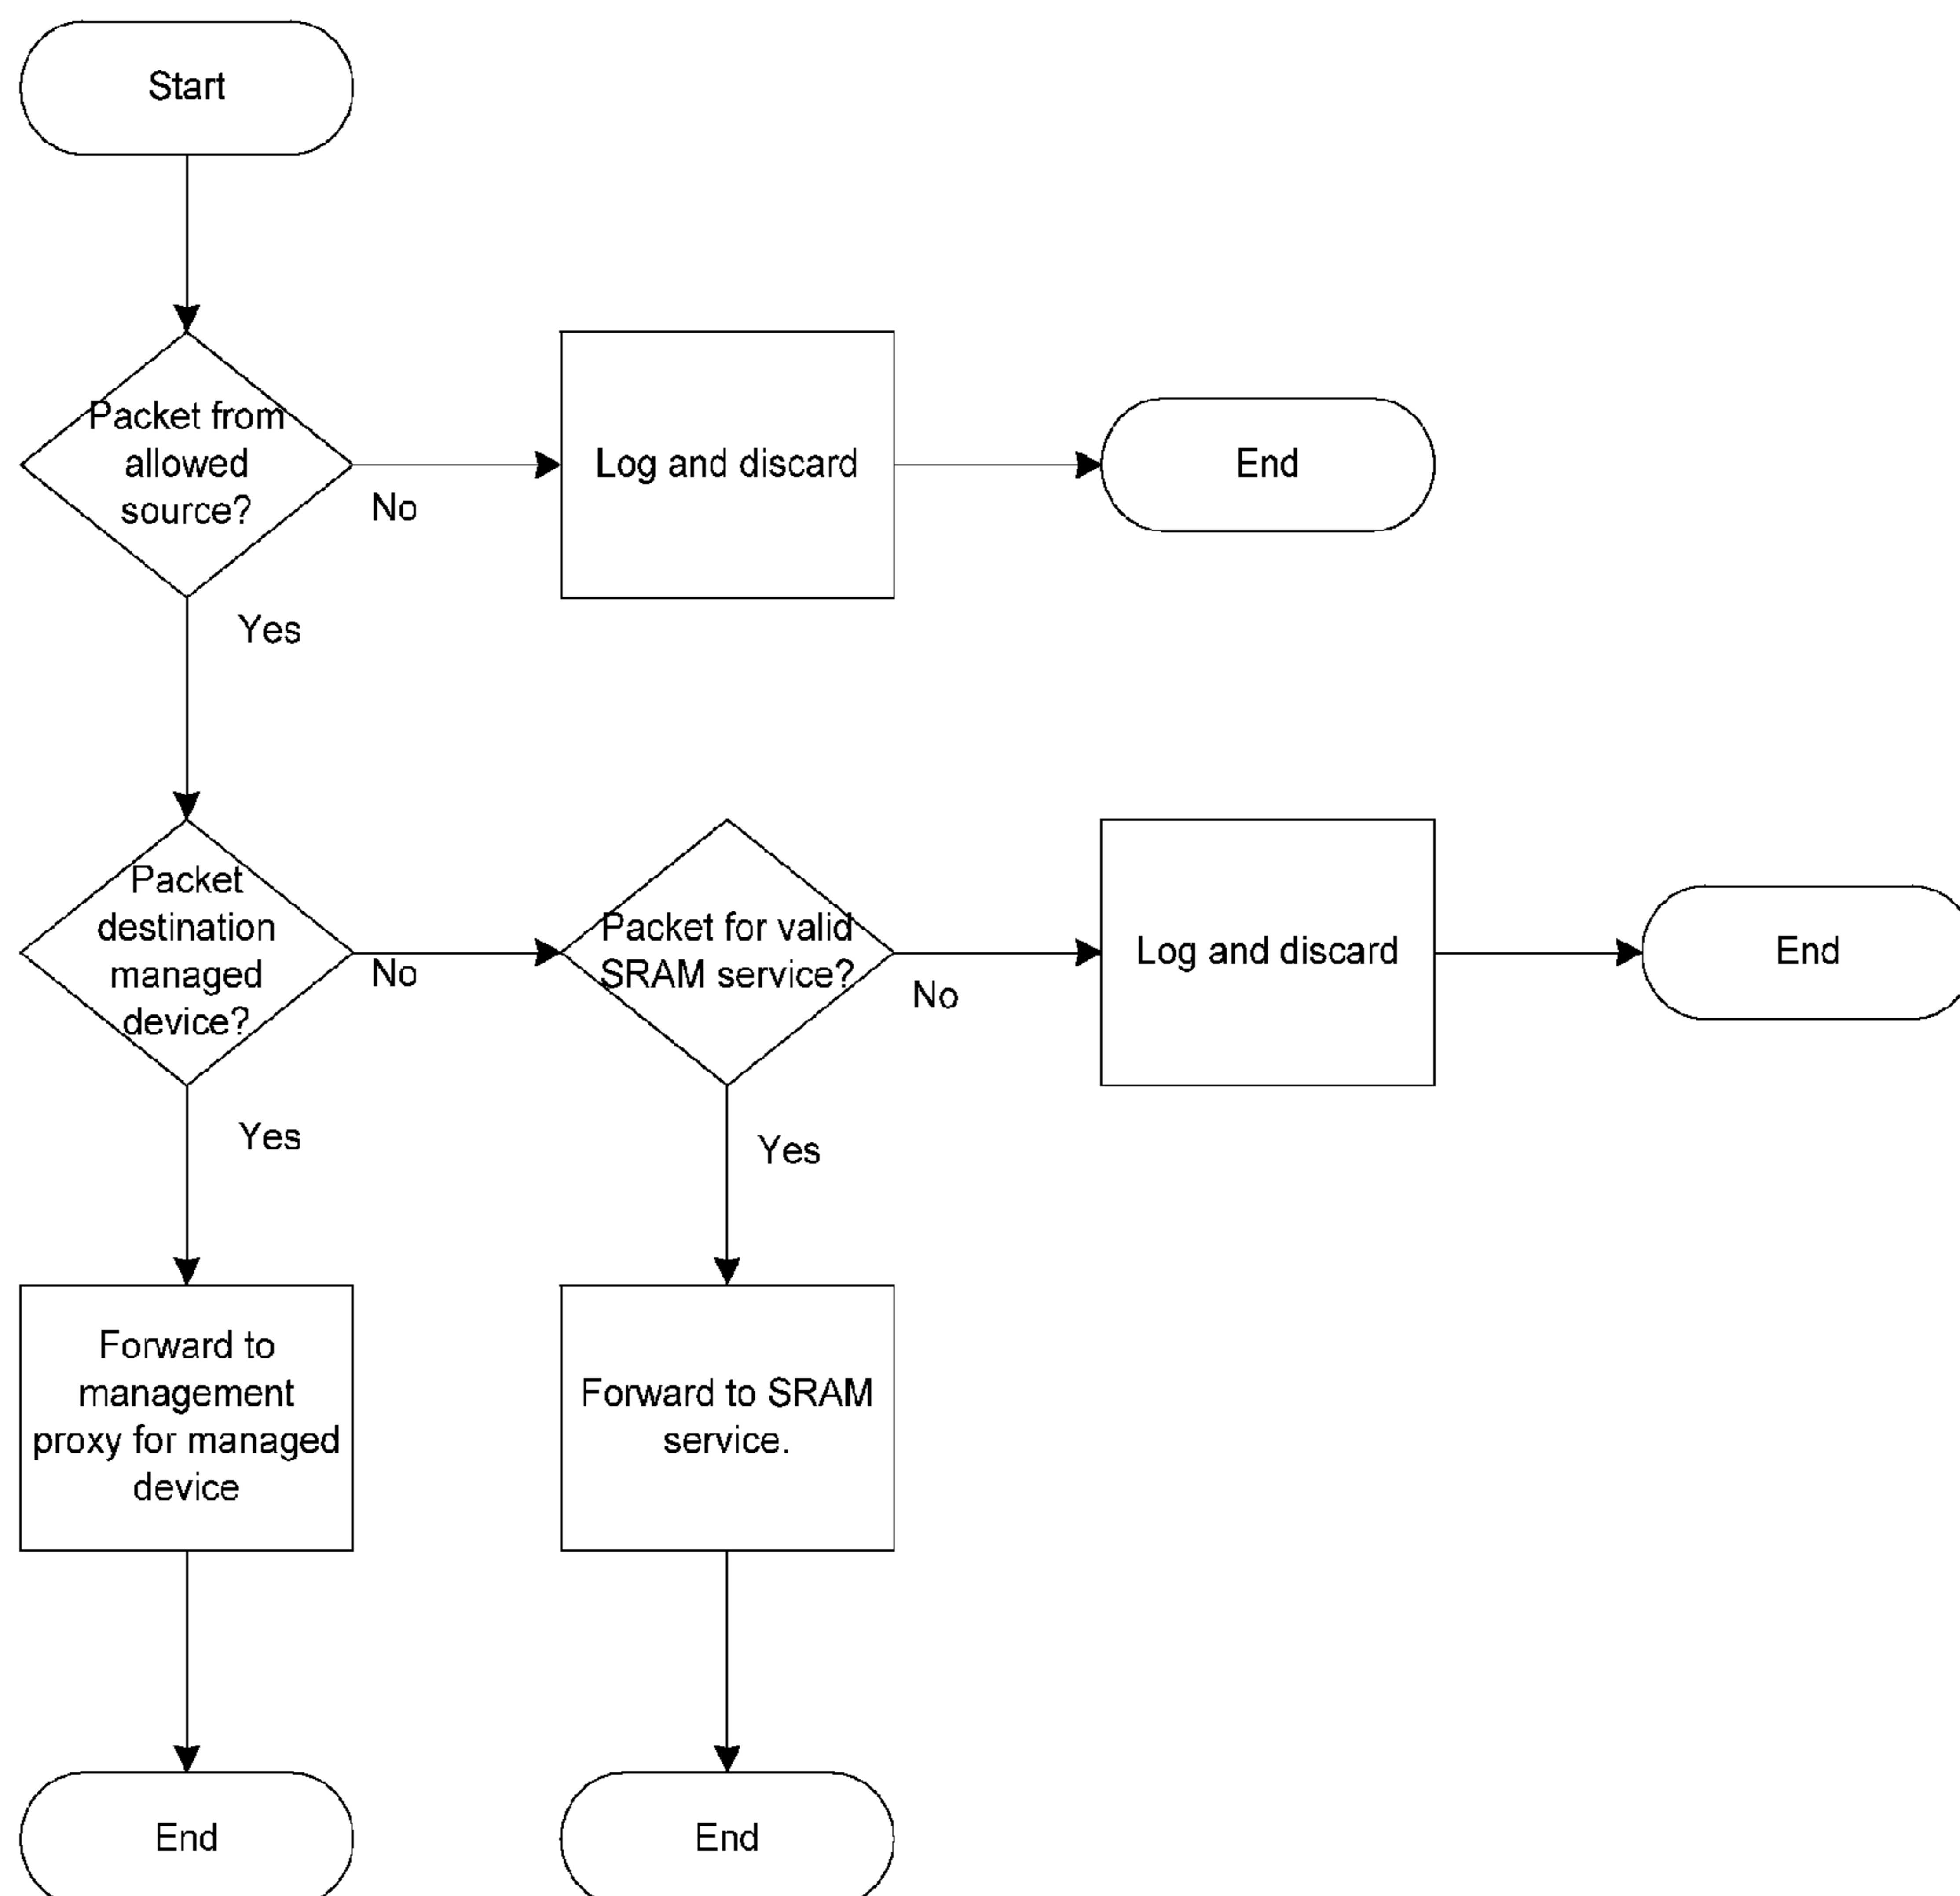 Start
Packet from
allowed
source?
No
Log and discard
End
Yes
Packet
destination
managed
device?
No
Packet for valid
SRAM service?
No
Log and discard
End
Yes
Yes
Forward to
management
proxy for managed
device
Forward to SRAM
service.
End
End